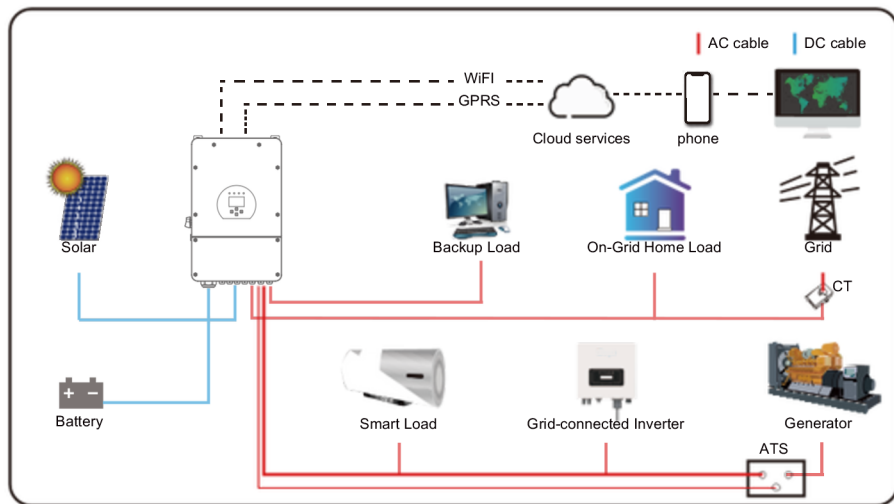 AC cable
DC cable
WiFI
GPRS
Cloud services
phone
Solar
Backup Load
On-Grid Home Load
Grid
CT
Battery
Smart Load
Grid-connected Inverter
Generator
ATS